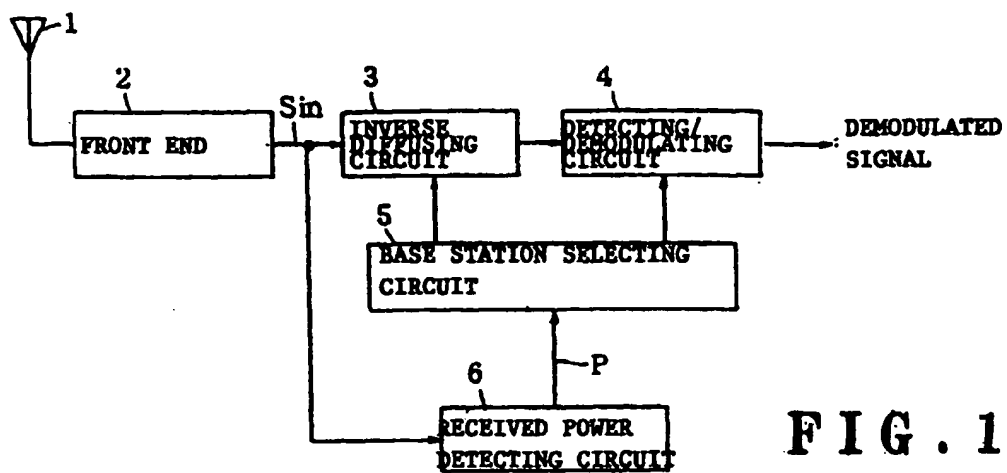 1
2
FRONT END
Sin
3
INVERSE
DIFFUSING
CIRCUIT
4
DETECTING/
DEMODULATING
CIRCUIT
DEMODULATED
SIGNAL
5
BASE STATION SELECTING
CIRCUIT
P
6
RECEIVED POWER
DETECTING CIRCUIT
FIG. 1